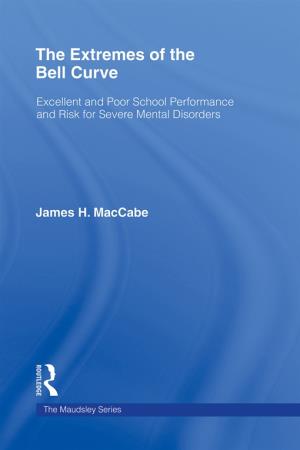 The Extremes of the
Bell Curve
Excellent and Poor School Performance
and Risk for Severe Mental Disorders
James H. MacCabe
ROUTLEDGE
The Maudsley Series